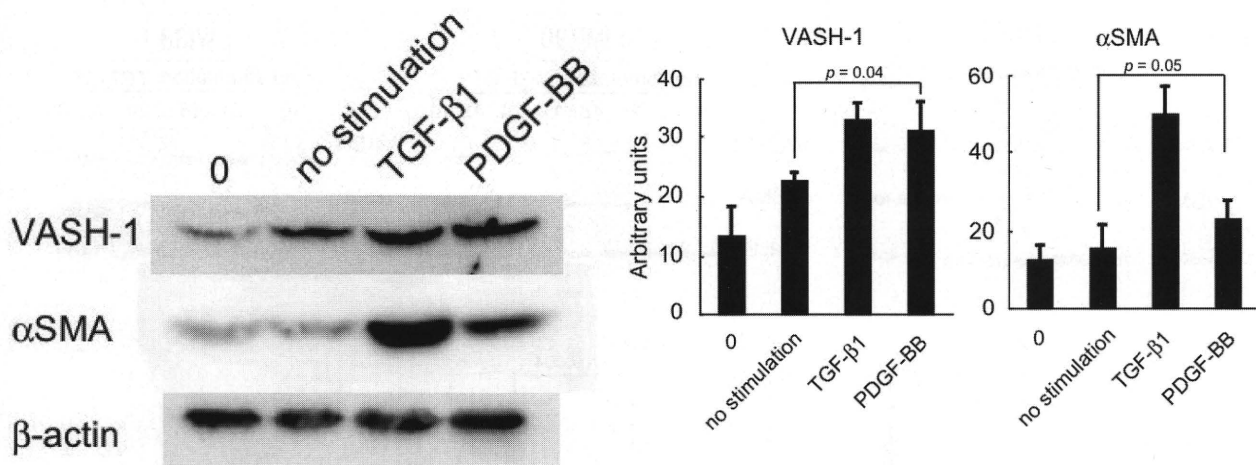 0
no stimulation
TGF-β1
PDGF-BB
VASH-1
αSMA
β-actin
VASH-1
p = 0.04
Arbitrary units
40
30
20
10
0
0
no stimulation
TGF-β1
PDGF-BB
αSMA
p = 0.05
60
40
20
0
0
no stimulation
TGF-β1
PDGF-BB